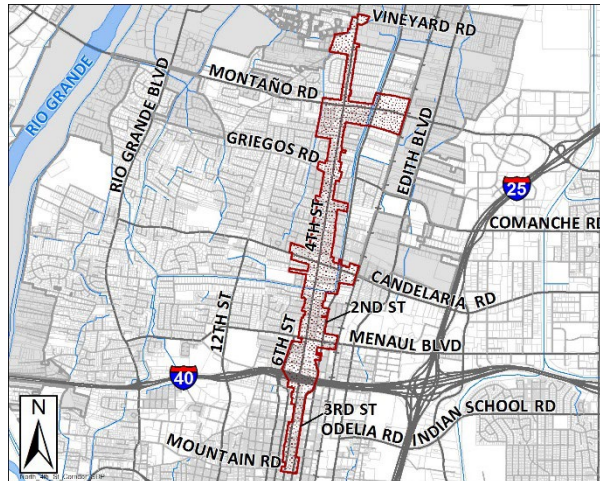 VINEYARD RD
MONTAÑO RD
RIO GRANDE
RIO GRANDE BLVD
GRIEGOS RD
EDITH BLVD
25
4TH ST
COMANCHE RD
CANDELARIA RD
2ND ST
12TH ST
6TH ST
MENAUL BLVD
40
3RD ST
ODELIA RD
INDIAN SCHOOL RD
N
MOUNTAIN RD